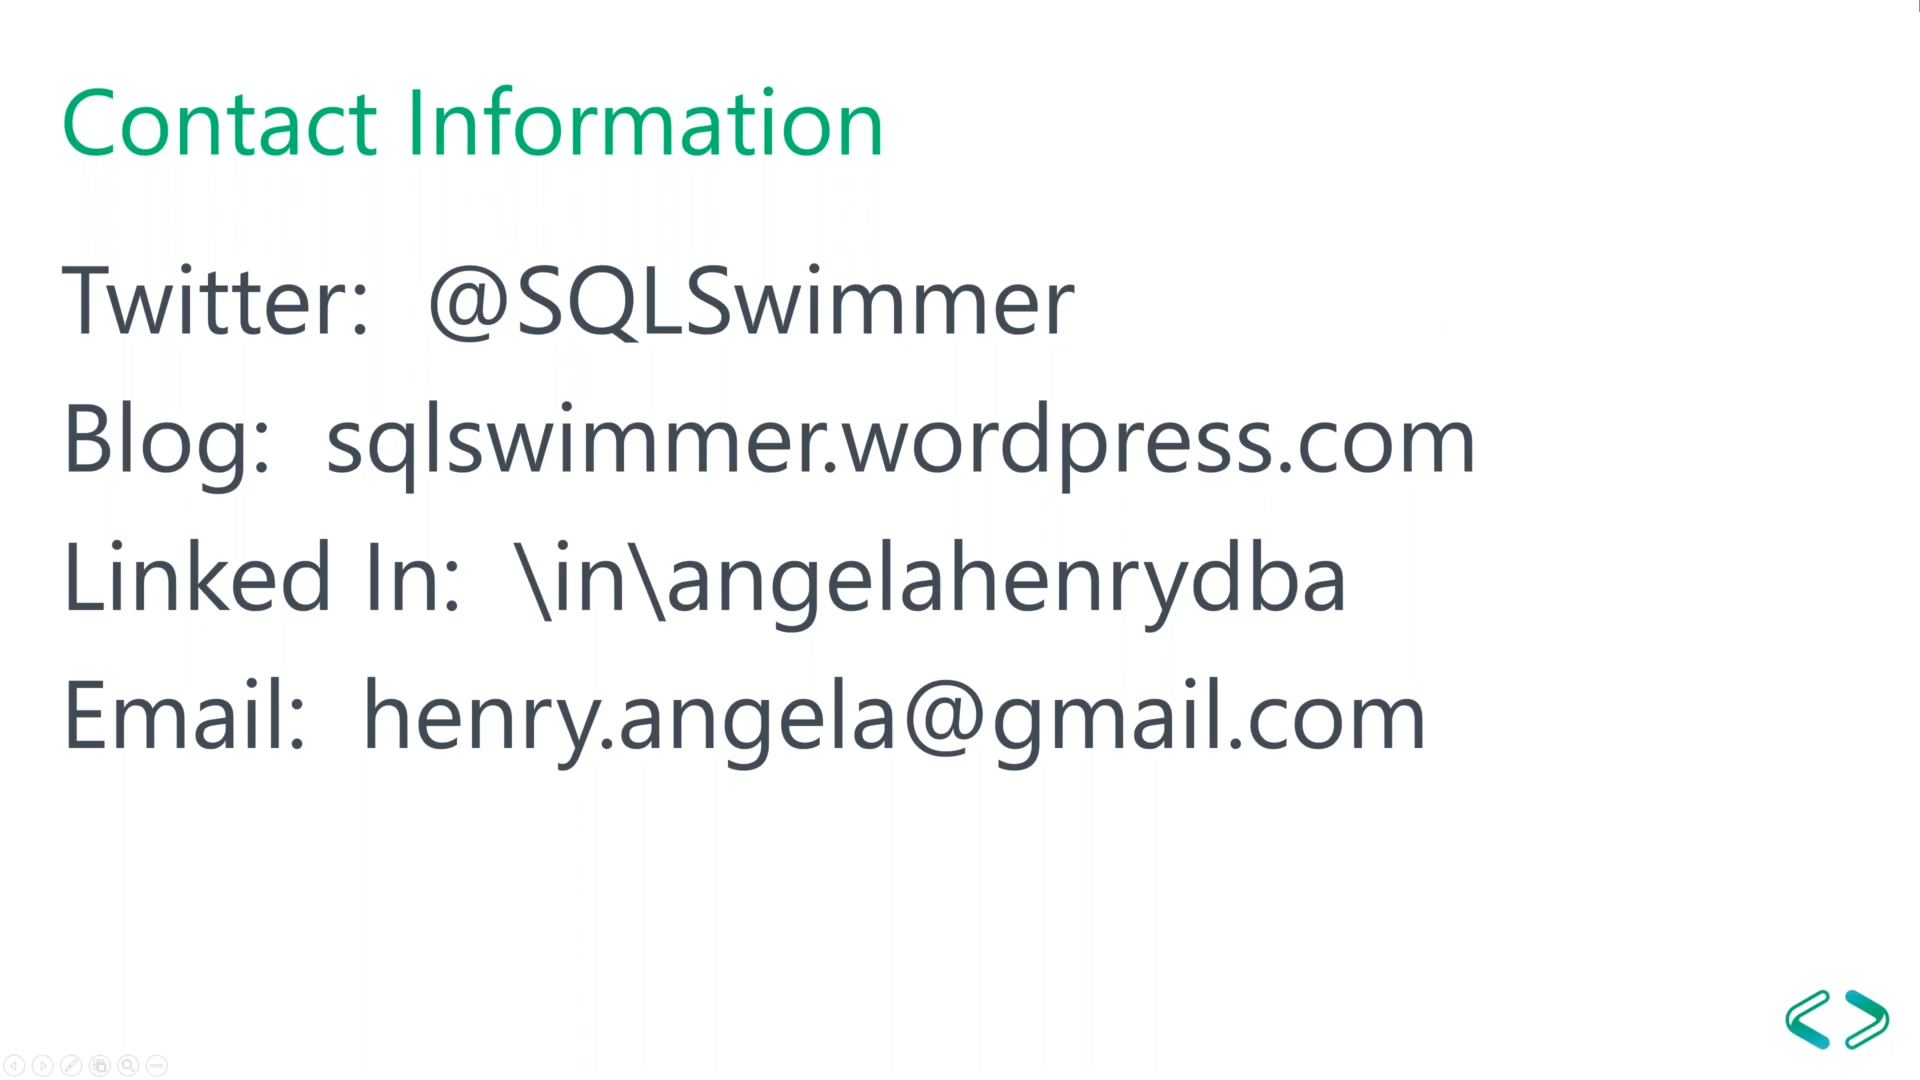 Contact Information
Twitter: @SQLSwimmer
Blog: sqlswimmer.wordpress.com
Linked In: \in\angelahenrydba
Email: henry.angela@gmail.com